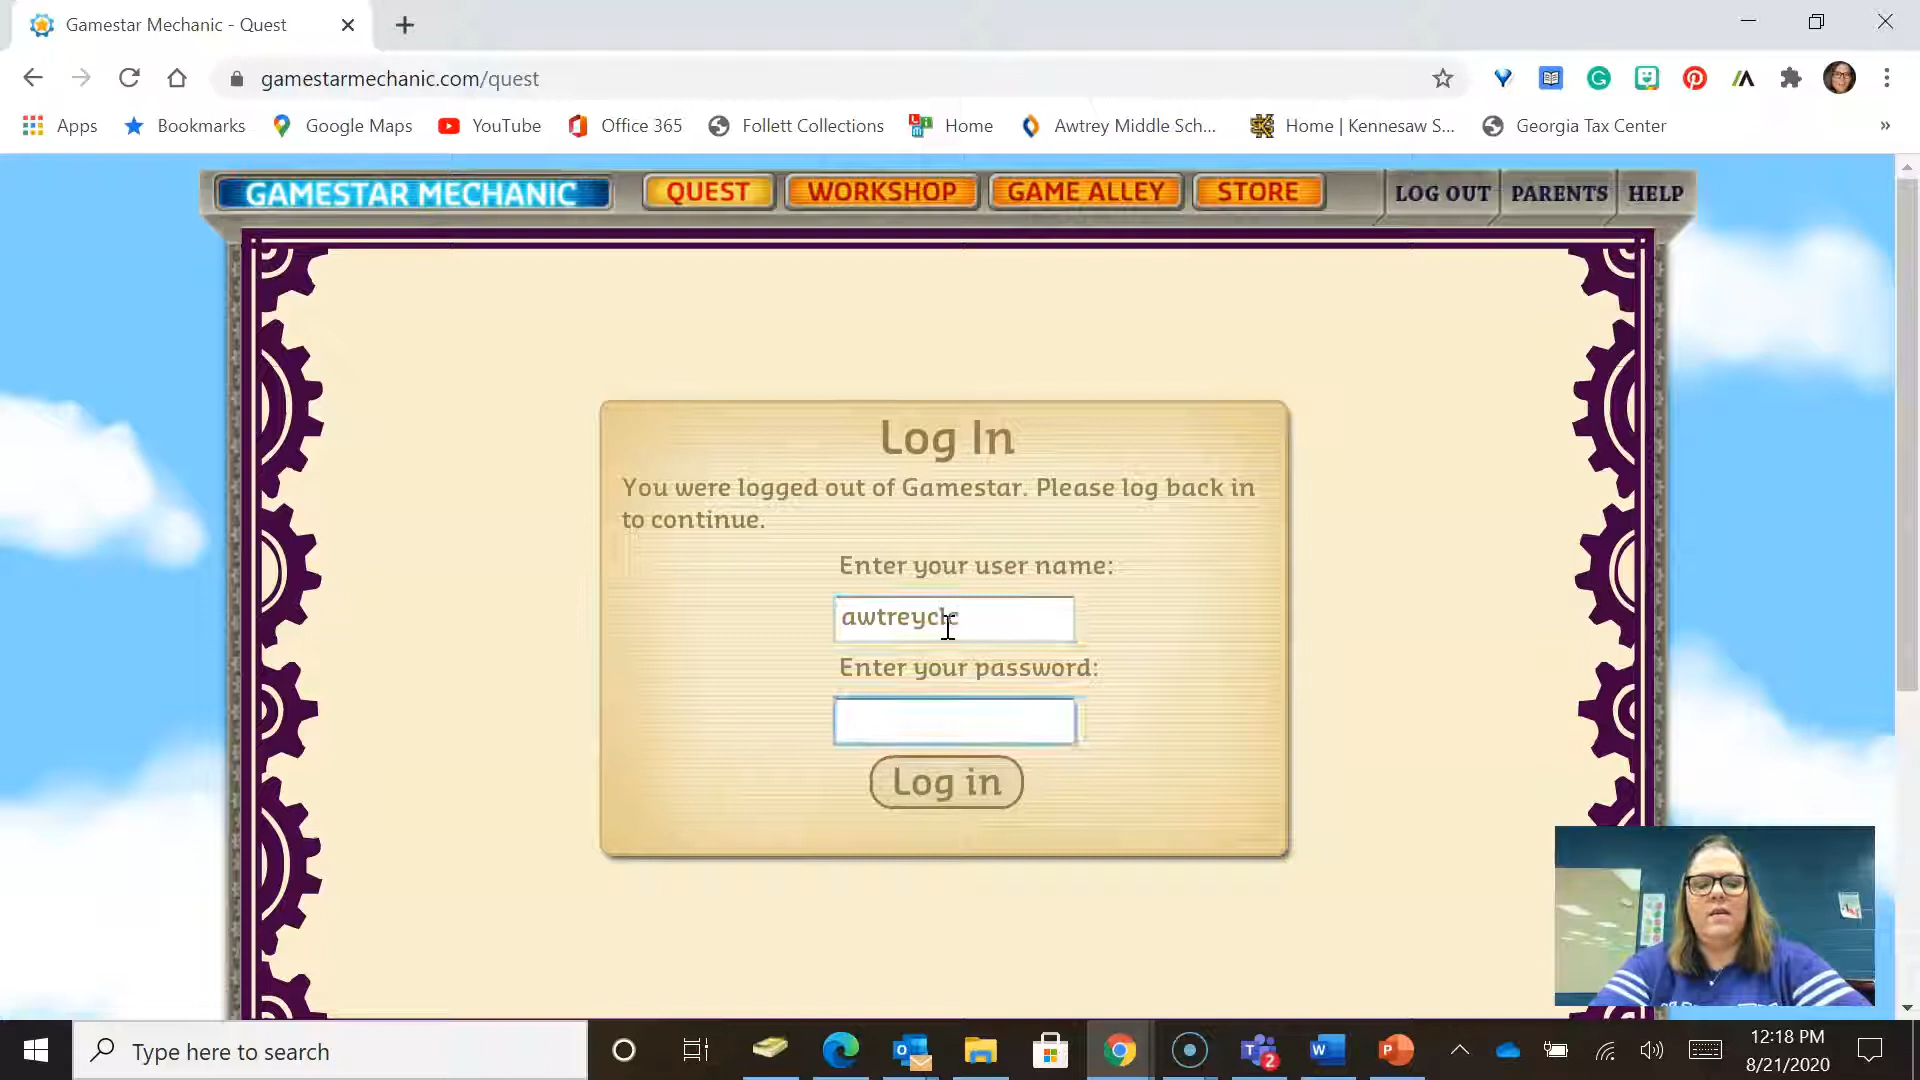 Gamestar Mechanic - Quest
gamestarmechanic.com/quest
Apps Bookmarks Google Maps YouTube Office 365 Follett Collections Home Awtrey Middle Sch... Home | Kennesaw S... Georgia Tax Center »
GAMESTAR MECHANIC QUEST WORKSHOP GAME ALLEY STORE LOG OUT PARENTS HELP
Log In
You were logged out of Gamestar. Please log back in
to continue.
Enter your user name:
awtreyclc
Enter your password:
Log in
Type here to search
2
12:18 PM
8/21/2020